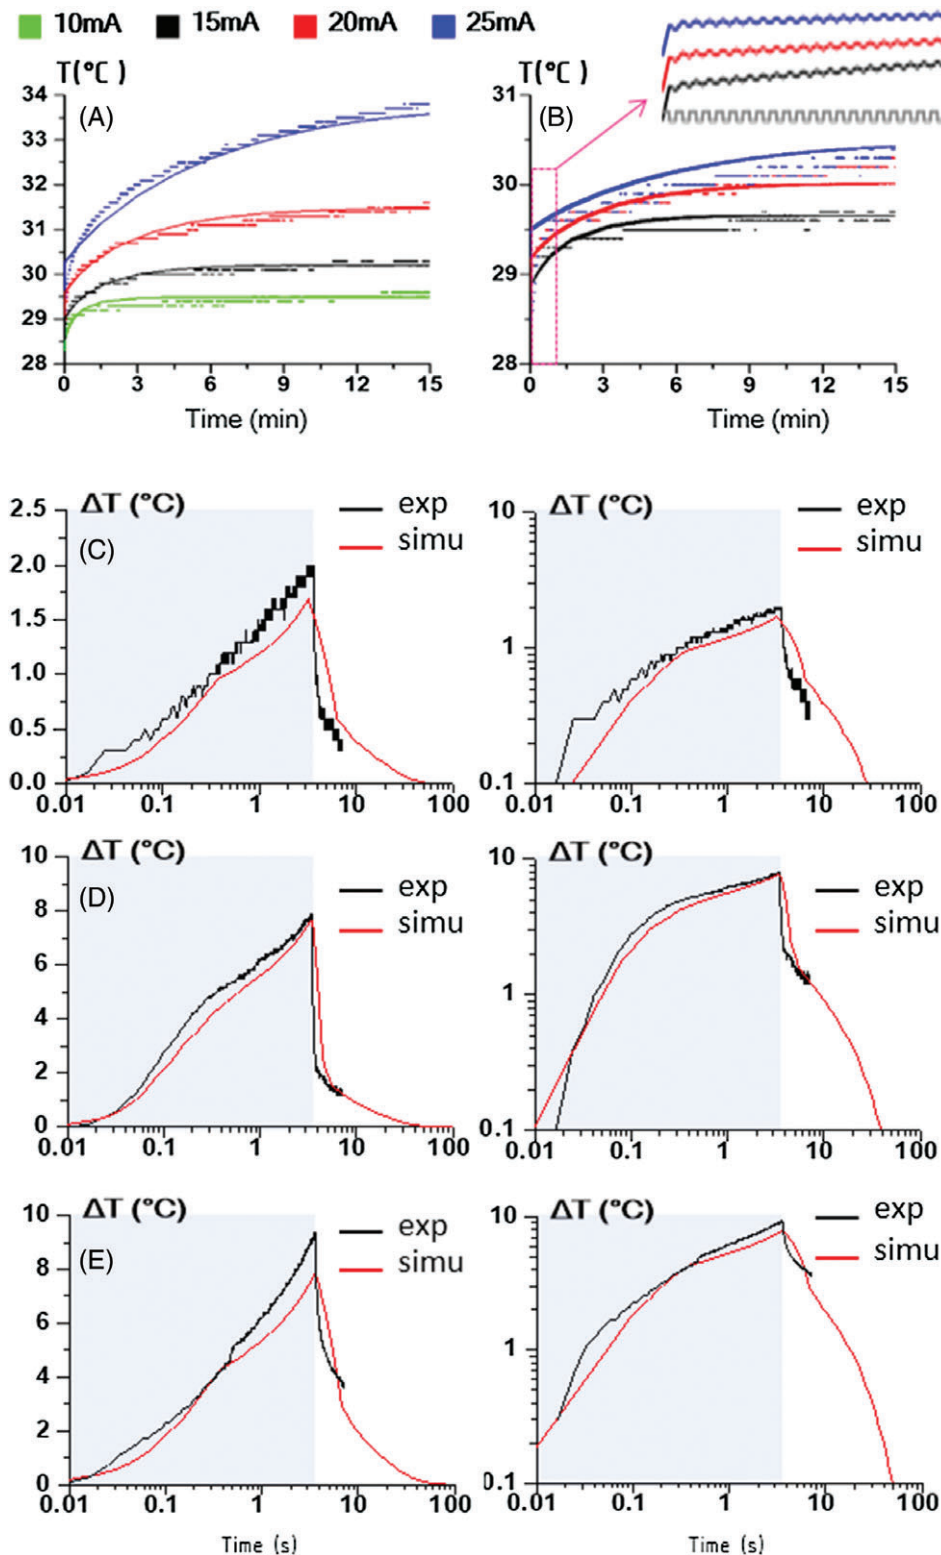 10mA 15mA 20mA 25mA
T(°C) T(°C)
34 (A) 31 (B)
33
32 30
31
30 29
29
28 28
0 3 6 9 12 15 0 3 6 9 12 15
Time (min) Time (min)
ΔT (°C) exp simu ΔT (°C) exp simu
2.5 (C) 10
2.0
1.5 1
1.0
0.5
0.0 0.1
0.01 0.1 1 10 100 0.01 0.1 1 10 100
ΔT (°C) exp simu ΔT (°C) exp simu
10 (D) 10
8
6
4 1
2
0 0.1
0.01 0.1 1 10 100 0.01 0.1 1 10 100
ΔT (°C) exp simu ΔT (°C) exp simu
10 (E) 10
8
6
4 1
2
0 0.1
0.01 0.1 1 10 100 0.01 0.1 1 10 100
Time (s) Time (s)